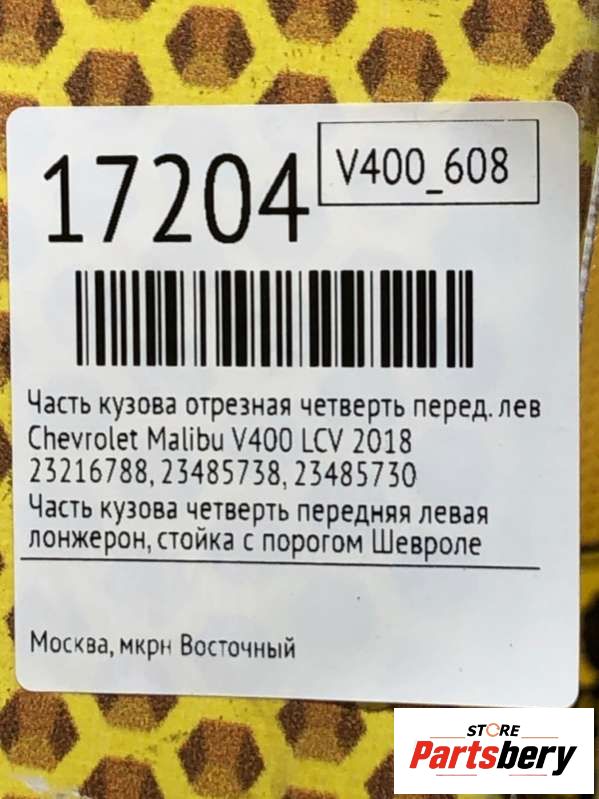 17204
V400_608
Часть кузова отрезная четверть перед. лев
Chevrolet Malibu V400 LCV 2018
23216788, 23485738, 23485730
Часть кузова четверть передняя левая
лонжерон, стойка с порогом Шевроле
Москва, мкрн Восточный
STORE
Partsbery